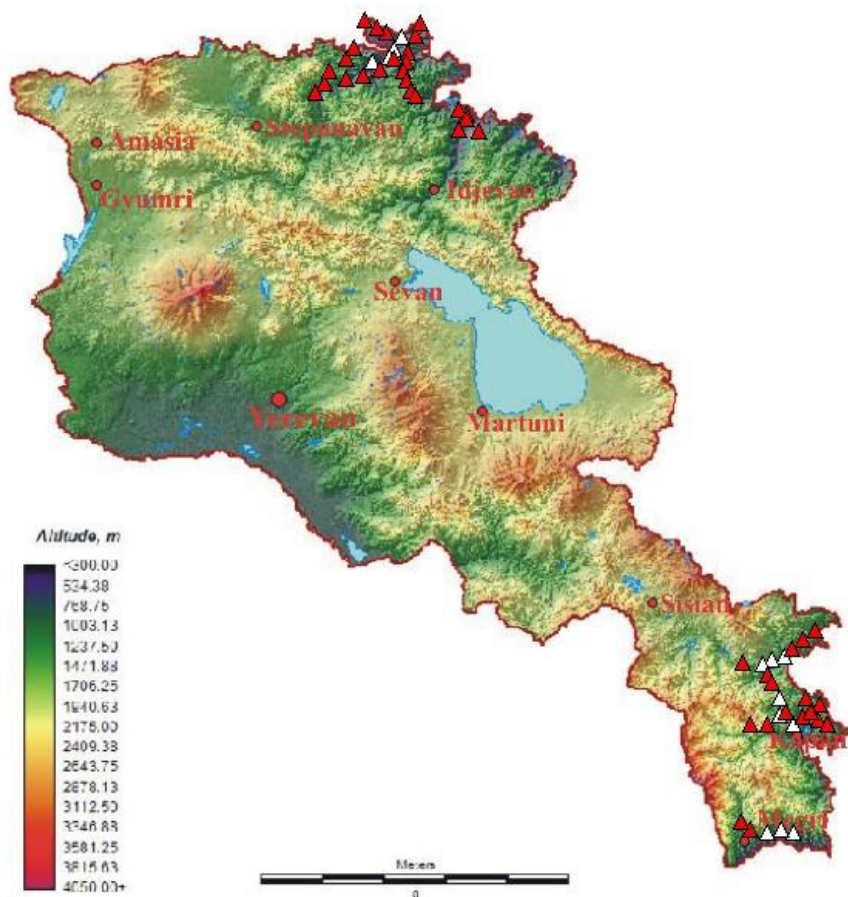 Stepanavan
Amasia
Idjevan
Gyumri
Sevan
Yerevan
Martuni
Altitude, m
<300.00
534.38
768.75
1003.13
1237.50
1471.88
1706.25
1940.63
2175.00
2409.38
2643.75
2878.13
3112.50
3346.88
3581.25
3815.63
4050.00+
Sisian
Kapan
Megri
Meters
0